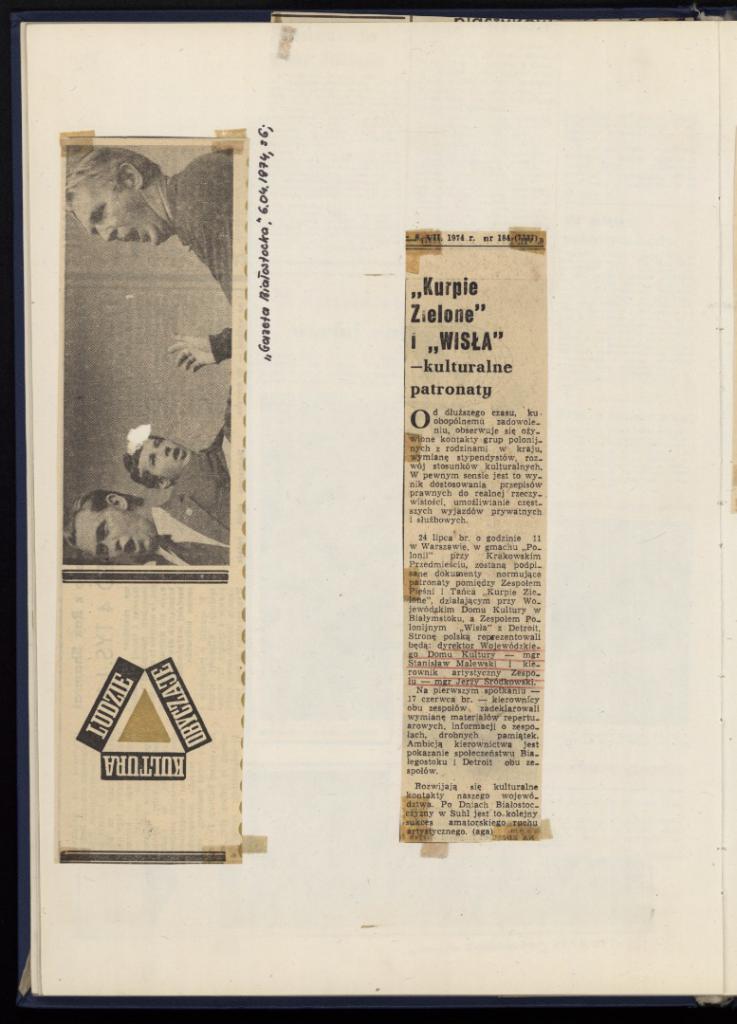 „Gazeta Białostocka", 6.04.1974,
LUDZIE
OBYCZAJE
KULTURA
VII. 1974 r. nr 184
„Kurpie
Zielone”
i „WISŁA”
—kulturalne
patronaty
Od dłuższego czasu, ku
obopólnemu zadowole-
niu, obserwuje się oży-
wione kontakty grup polonij-
nych z rodzinami w kraju,
wymianę stypendystów, roz-
wój stosunków kulturalnych.
W pewnym sensie jest to wy-
nik dostosowania przepisów
prawnych do realnej rzeczy-
wistości, umożliwianie częst-
szych wyjazdów prywatnych
i służbowych.
24 lipca br. o godzinie 11
w Warszawie, w gmachu „Po-
lonii” przy Krakowskim
Przedmieściu, zostaną podpi-
sane dokumenty normujące
patronaty pomiędzy Zespołem
Pieśni i Tańca „Kurpie Zie-
lone”, działającym przy Wo-
jewódzkim Domu Kultury w
Białymstoku, a Zespołem Po-
lonijnym „Wisła” z Detroit.
Stronę polską reprezentowali
będą: dyrektor Wojewódzkie-
go Domu Kultury — mgr
Stanisław Malewski i kie-
rownik artystyczny Zespo-
łu — mgr Jerzy Śródkowski.
Na pierwszym spotkaniu —
17 czerwca br. — kierownicy
obu zespołów zadeklarowali
wymianę materiałów repertu-
arowych, informacji o zespo-
łach, drobnych pamiątek.
Ambicją kierownictwa jest
pokazanie społeczeństwu Bia-
łegostoku i Detroit obu ze-
społów.
Rozwijają się kulturalne
kontakty naszego wojewó-
dztwa. Po Dniach Białostoc-
czyzny w Suhl jest to kolejny
sukces amatorskiego ruchu
artystycznego. (aga)